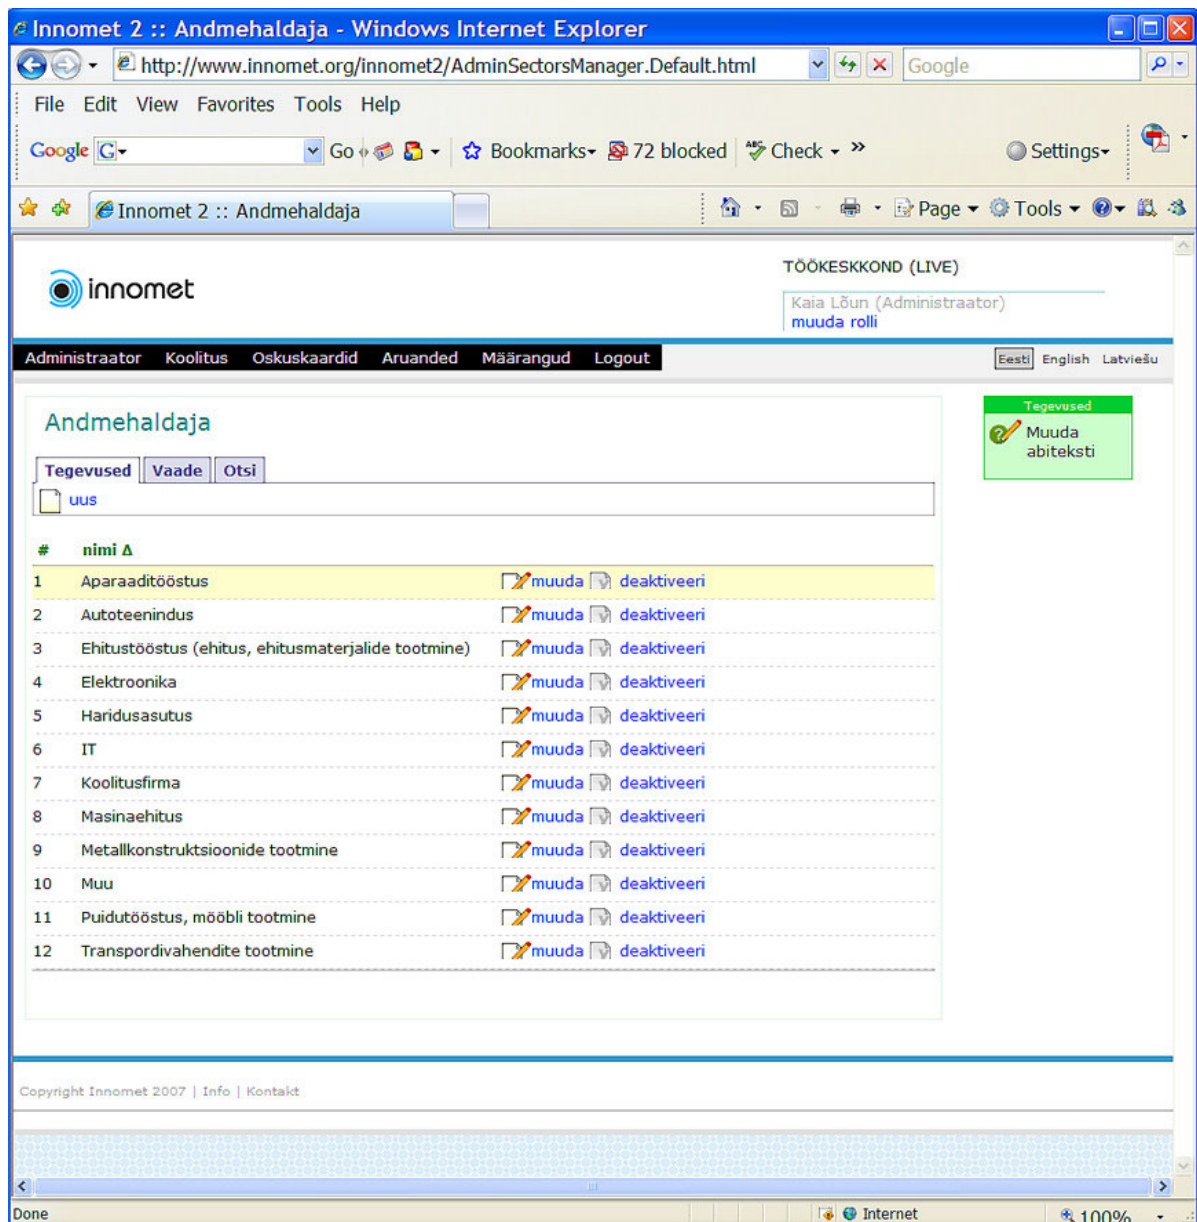 Innomet 2 :: Andmehaldaja - Windows Internet Explorer
http://www.innomet.org/innomet2/AdminSectorsManager.Default.html Google
File Edit View Favorites Tools Help
Google G Go Bookmarks 72 blocked ABC Check » Settings
Innomet 2 :: Andmehaldaja Page Tools
innomet
TÖÖKESKKOND (LIVE)
Kaia Lõun (Administraator)
muuda rolli
Administraator Koolitus Oskuskaardid Aruanded Määrangud Logout Eesti English Latviešu
Andmehaldaja
Tegevused
Muuda
abiteksti
Tegevused Vaade Otsi
uus
# nimi Δ
1 Aparaaditööstus muuda deaktiveeri
2 Autoteenindus muuda deaktiveeri
3 Ehitustööstus (ehitus, ehitusmaterjalide tootmine) muuda deaktiveeri
4 Elektroonika muuda deaktiveeri
5 Haridusasutus muuda deaktiveeri
6 IT muuda deaktiveeri
7 Koolitusfirma muuda deaktiveeri
8 Masinaehitus muuda deaktiveeri
9 Metallkonstruktsioonide tootmine muuda deaktiveeri
10 Muu muuda deaktiveeri
11 Puidutööstus, mööbli tootmine muuda deaktiveeri
12 Transpordivahendite tootmine muuda deaktiveeri
Copyright Innomet 2007 | Info | Kontakt
Done Internet 100%